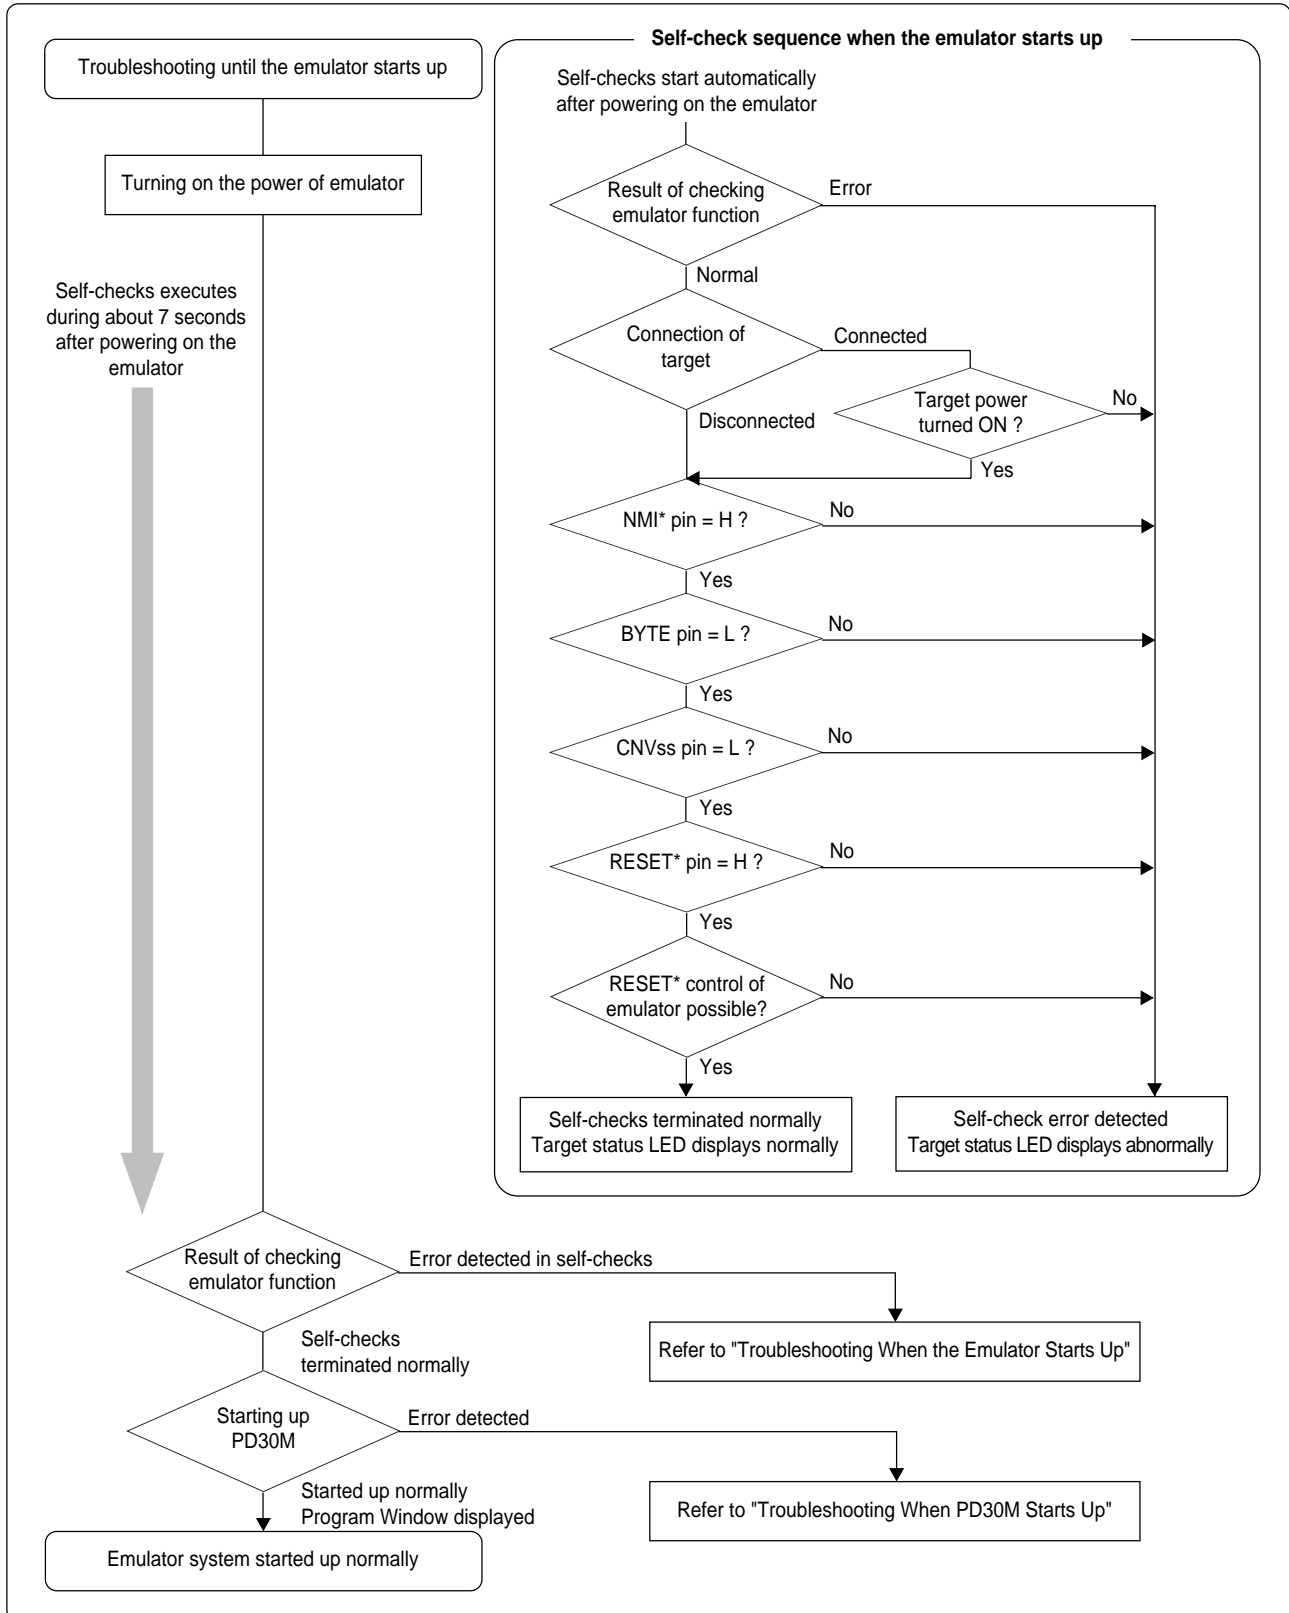 Troubleshooting until the emulator starts up
Turning on the power of emulator
Self-checks executes
during about 7 seconds
after powering on the
emulator
Self-check sequence when the emulator starts up
Self-checks start automatically
after powering on the emulator
Result of checking
emulator function
Error
Normal
Connection of
target
Connected
Disconnected
Target power
turned ON ?
No
Yes
NMI* pin = H ?
No
Yes
BYTE pin = L ?
No
Yes
CNVss pin = L ?
No
Yes
RESET* pin = H ?
No
Yes
RESET* control of
emulator possible?
No
Yes
Self-checks terminated normally
Target status LED displays normally
Self-check error detected
Target status LED displays abnormally
Result of checking
emulator function
Error detected in self-checks
Refer to "Troubleshooting When the Emulator Starts Up"
Self-checks
terminated normally
Starting up
PD30M
Error detected
Refer to "Troubleshooting When PD30M Starts Up"
Started up normally
Program Window displayed
Emulator system started up normally